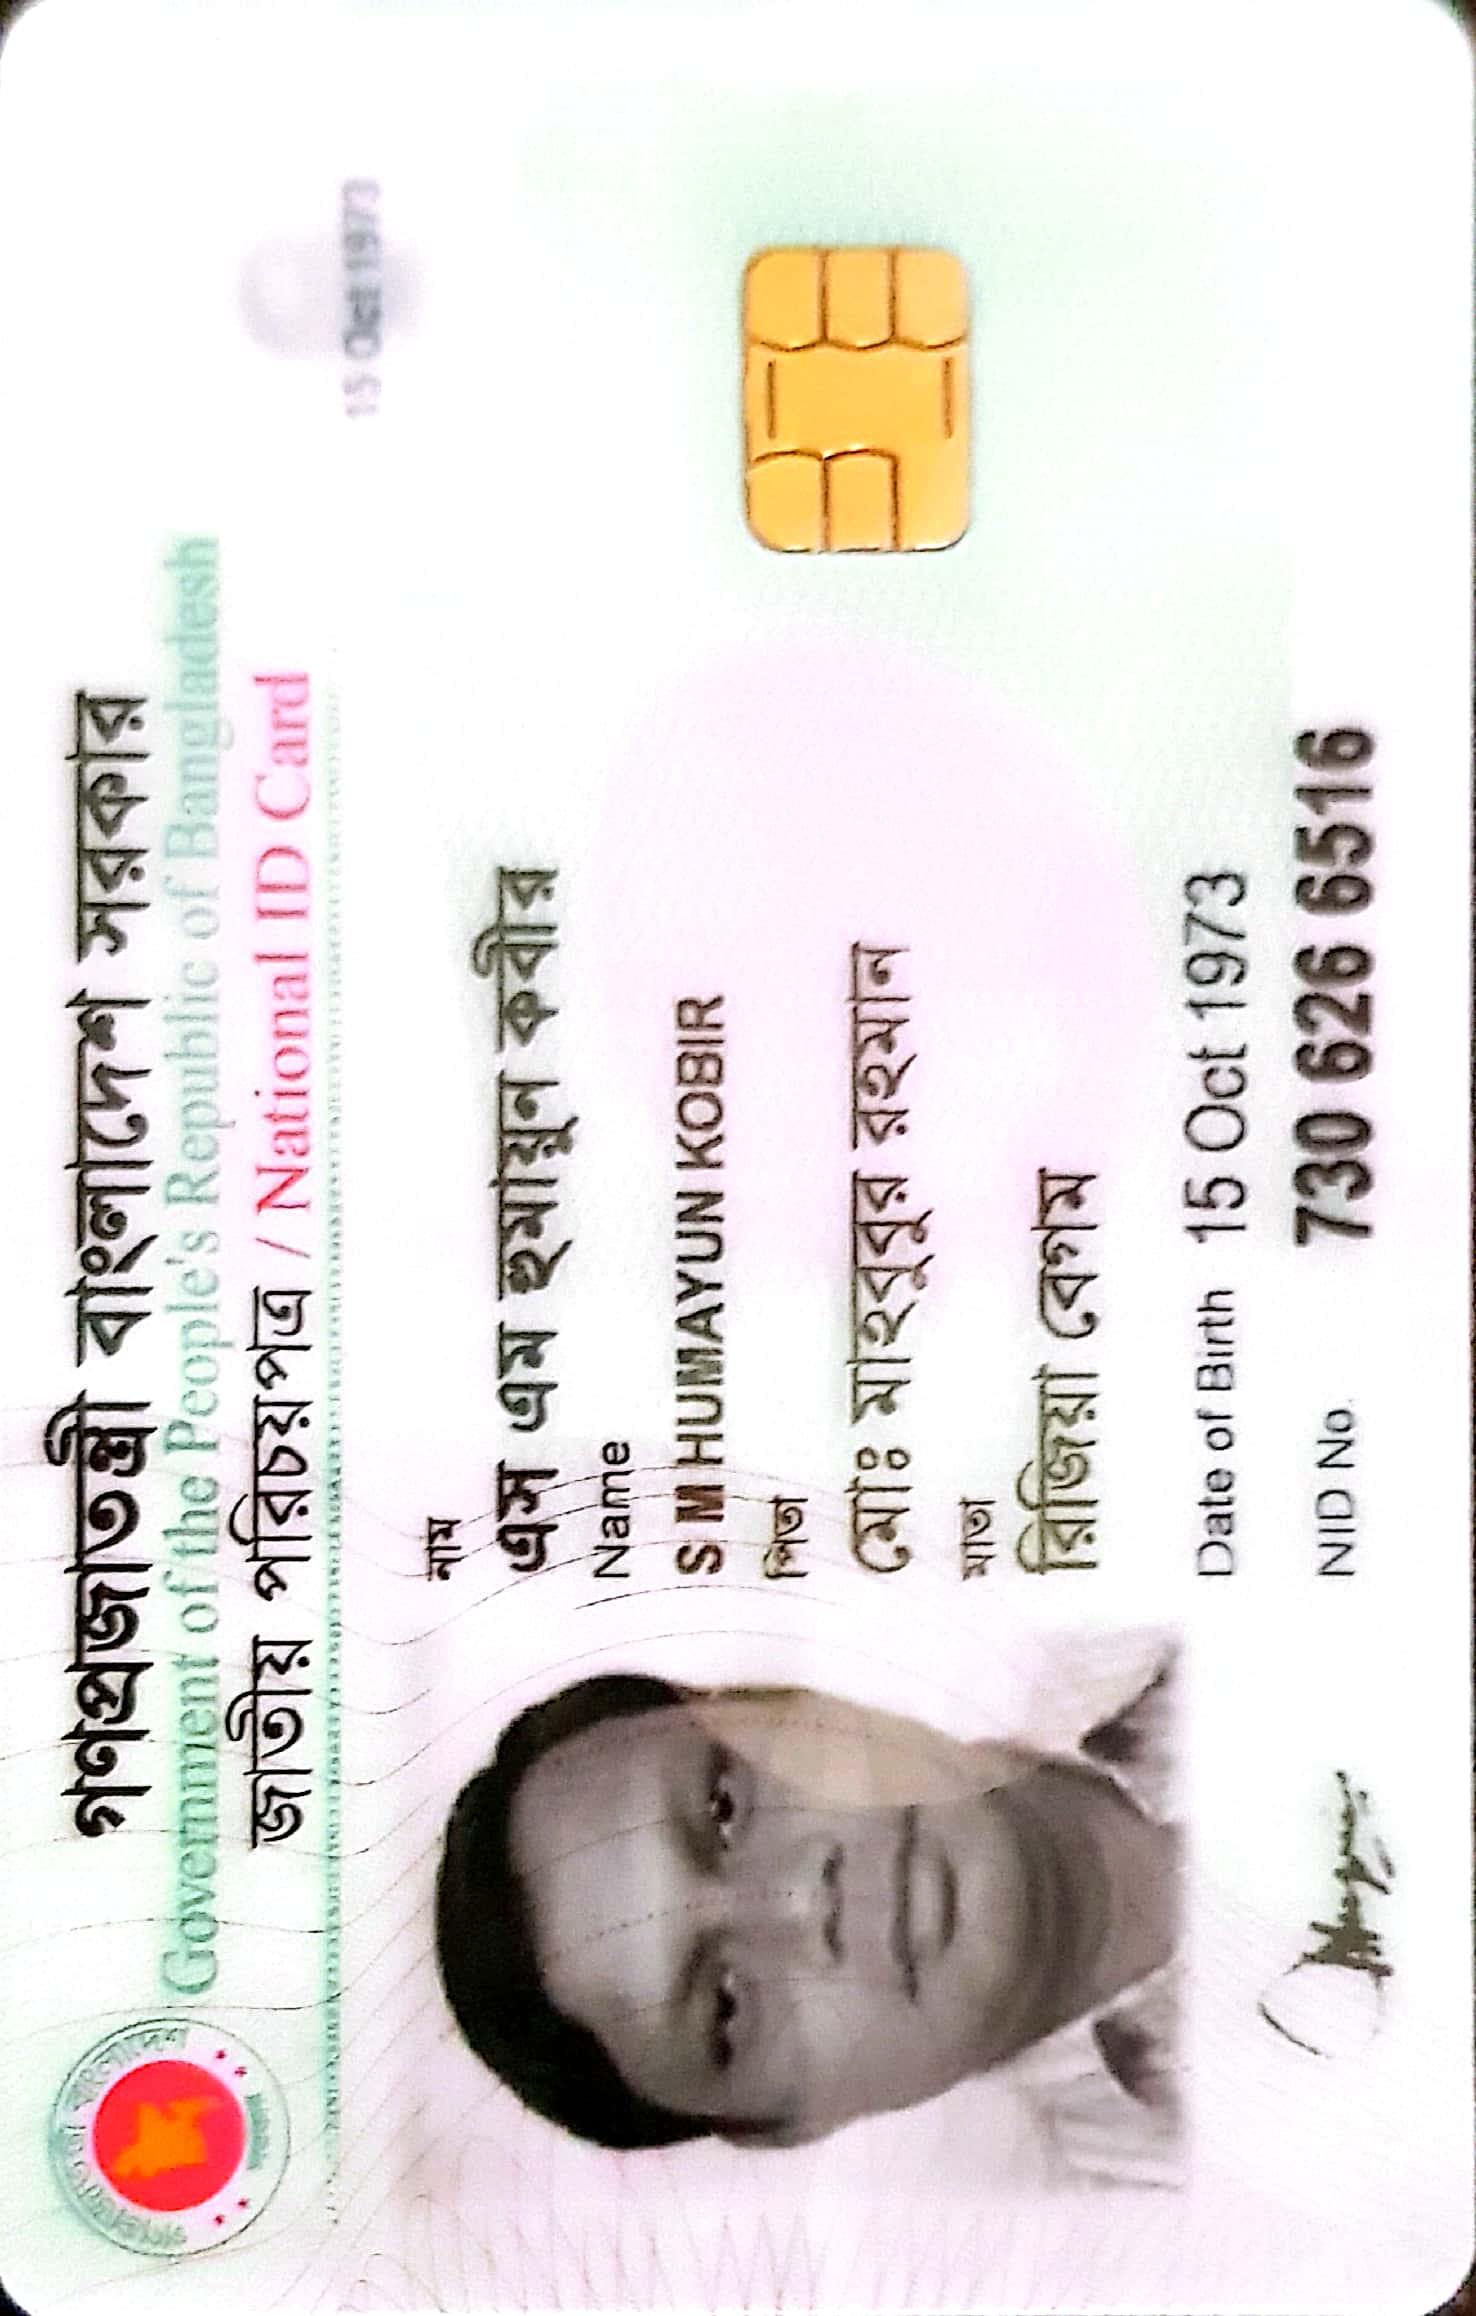 গণপ্রজাতন্ত্রী বাংলাদেশ সরকার
Government of the People's Republic of Bangladesh
জাতীয় পরিচয়পত্র / National ID Card
15 Oct 1973
নাম
এস এম হুমায়ুন কবীর
Name
S M HUMAYUN KOBIR
পিতা
মোঃ মাহবুবুর রহমান
মাতা
রিজিয়া বেগম
Date of Birth 15 Oct 1973
NID No. 730 626 6516